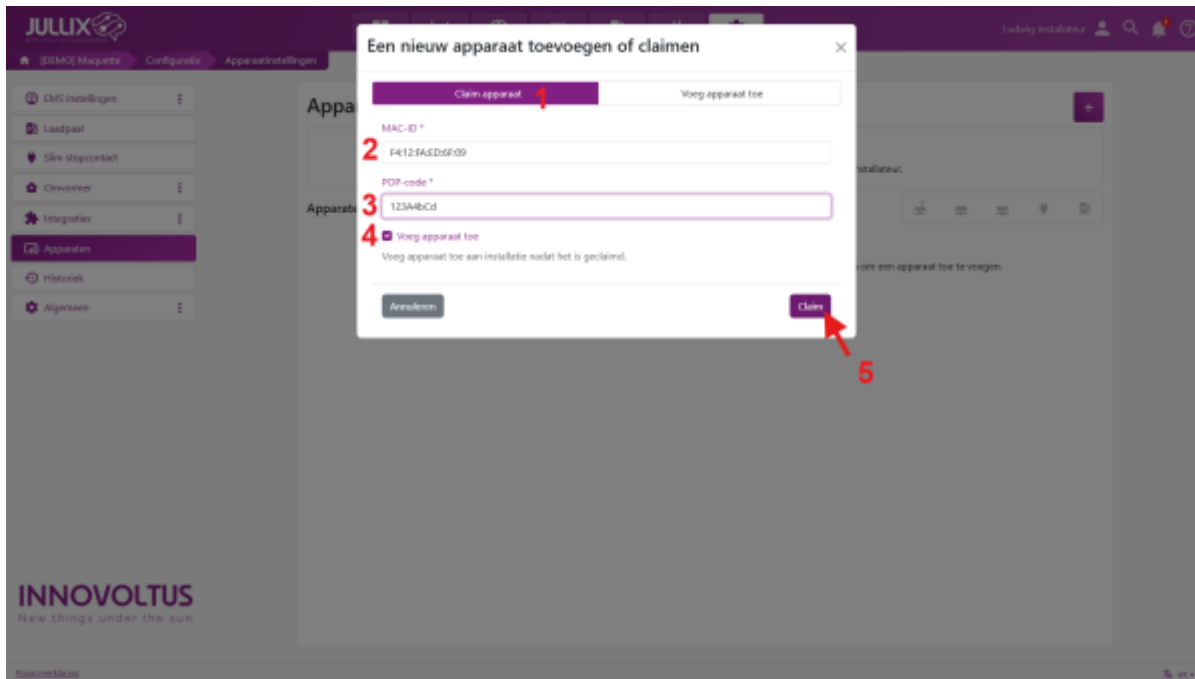 JULLIX
Ludwig Installateur
[DEMO] Maquette
Configuratie
Apparaatinstellingen
Een nieuw apparaat toevoegen of claimen
×
Claim apparaat
1
Voeg apparaat toe
EMS instellingen
Laadpaal
Slim stopcontact
Omvormer
Integraties
Apparaten
Historiek
Algemeen
Appa
+
MAC-ID *
2
F4:12:FA:ED:6F:09
installateur.
POP-code *
Apparate
3
123A4bCd
4
Voeg apparaat toe
Voeg apparaat toe aan installatie nadat het is geclaimd.
om een apparaat toe te voegen.
Annuleren
Claim
5
INNOVOLTUS
New things under the sun
Privacyverklaring